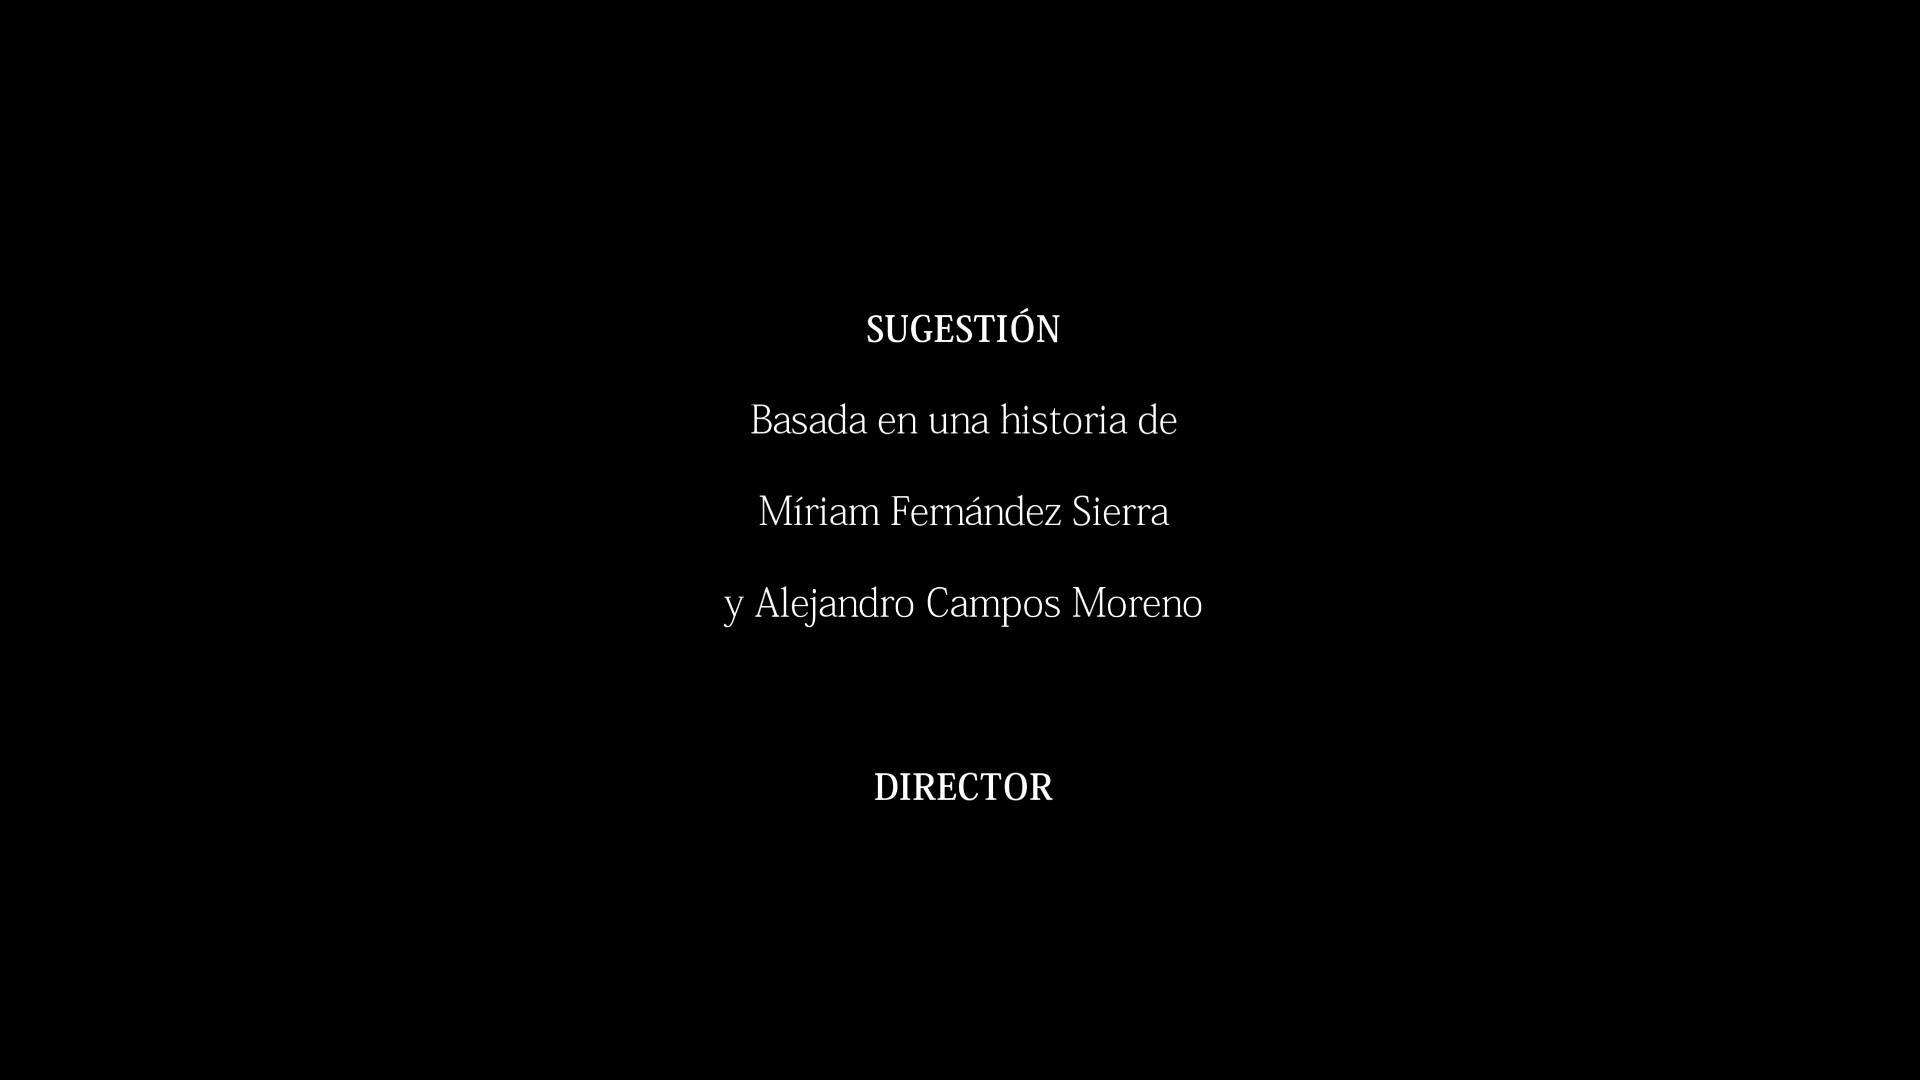 SUGESTIÓN
Basada en una historia de
Míriam Fernández Sierra
y Alejandro Campos Moreno
DIRECTOR